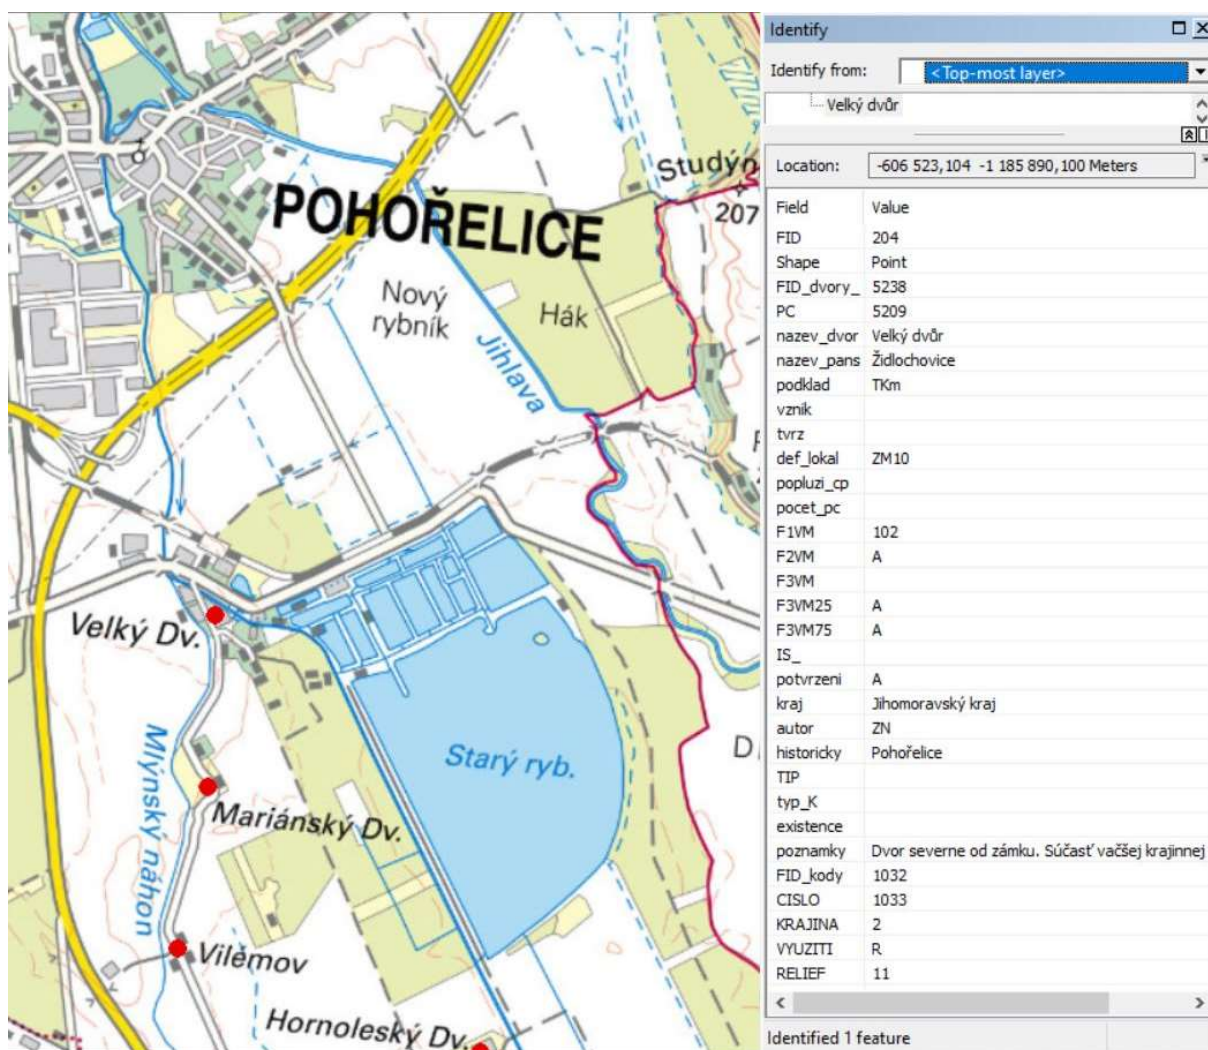 POHOŘELICE
Studýn
207
Nový
rybník
Hák
Jihlava
Velký Dv.
Mlýnský náhon
Starý ryb.
Mariánský Dv.
Vilémov
Hornoleský Dv.
Identify
Identify from: <Top-most layer>
Velký dvůr
Location: -606 523,104 -1 185 890,100 Meters
Field Value
FID 204
Shape Point
FID_dvory_ 5238
PC 5209
nazev_dvor Velký dvůr
nazev_pans Židlochovice
podklad TKm
vznik
tvrz
def_lokal ZM10
popluzi_cp
pocet_pc
F1VM 102
F2VM A
F3VM
F3VM25 A
F3VM75 A
IS_
potvrzeni A
kraj Jihomoravský kraj
autor ZN
historicky Pohořelice
TIP
typ_K
existence
poznamky Dvor severne od zámku. Súčasť vačšej krajinnej
FID_kody 1032
CISLO 1033
KRAJINA 2
VYUZITI R
RELIEF 11
Identified 1 feature